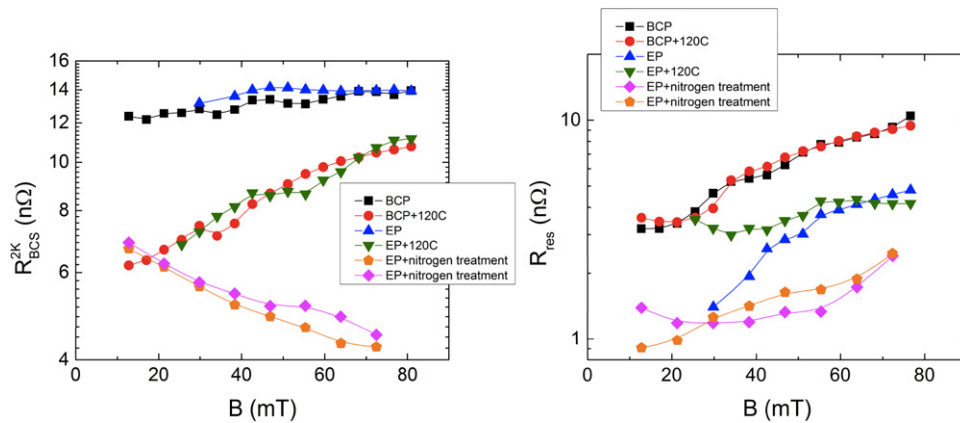 16
14
12
10
8
6
4
R_BCS^2K (nΩ)
0
20
40
60
80
B (mT)
BCP
BCP+120C
EP
EP+120C
EP+nitrogen treatment
EP+nitrogen treatment
BCP
BCP+120C
EP
EP+120C
EP+nitrogen treatment
EP+nitrogen treatment
10
1
R_res (nΩ)
0
20
40
60
80
B (mT)